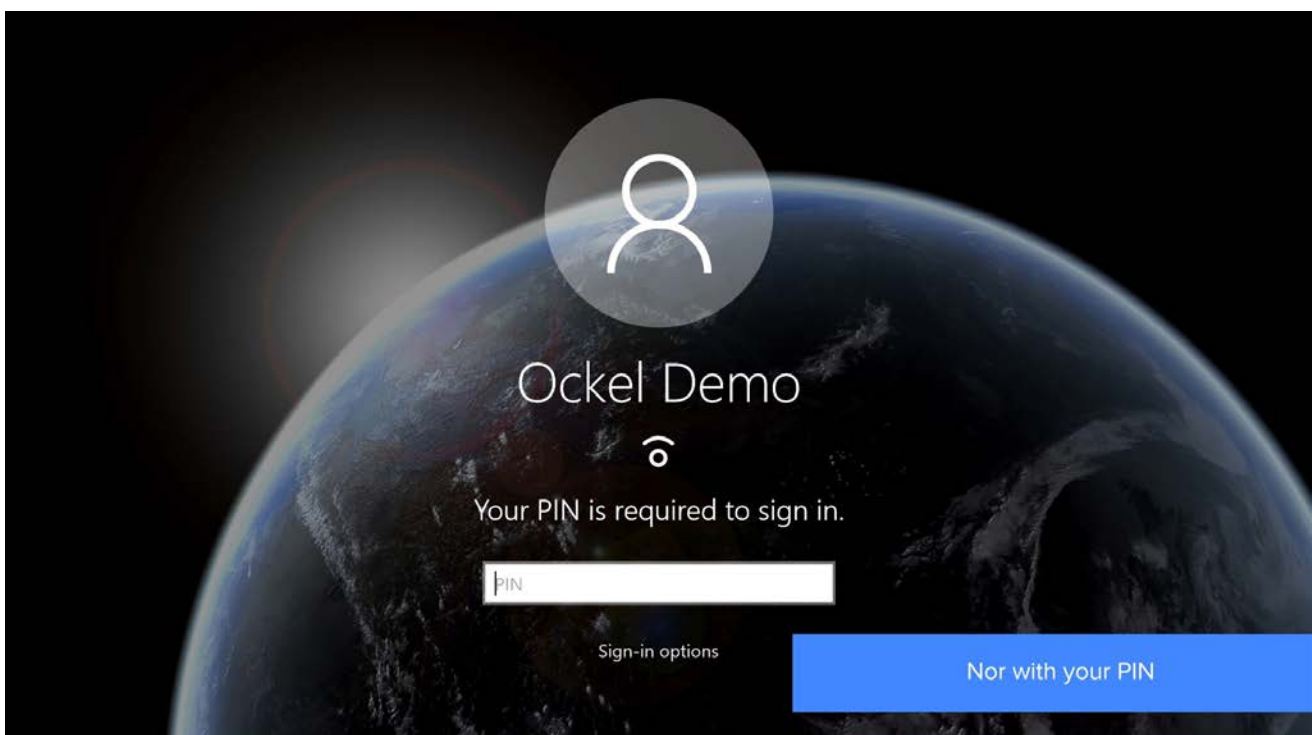 Ockel Demo
Your PIN is required to sign in.
PIN
Sign-in options
Nor with your PIN